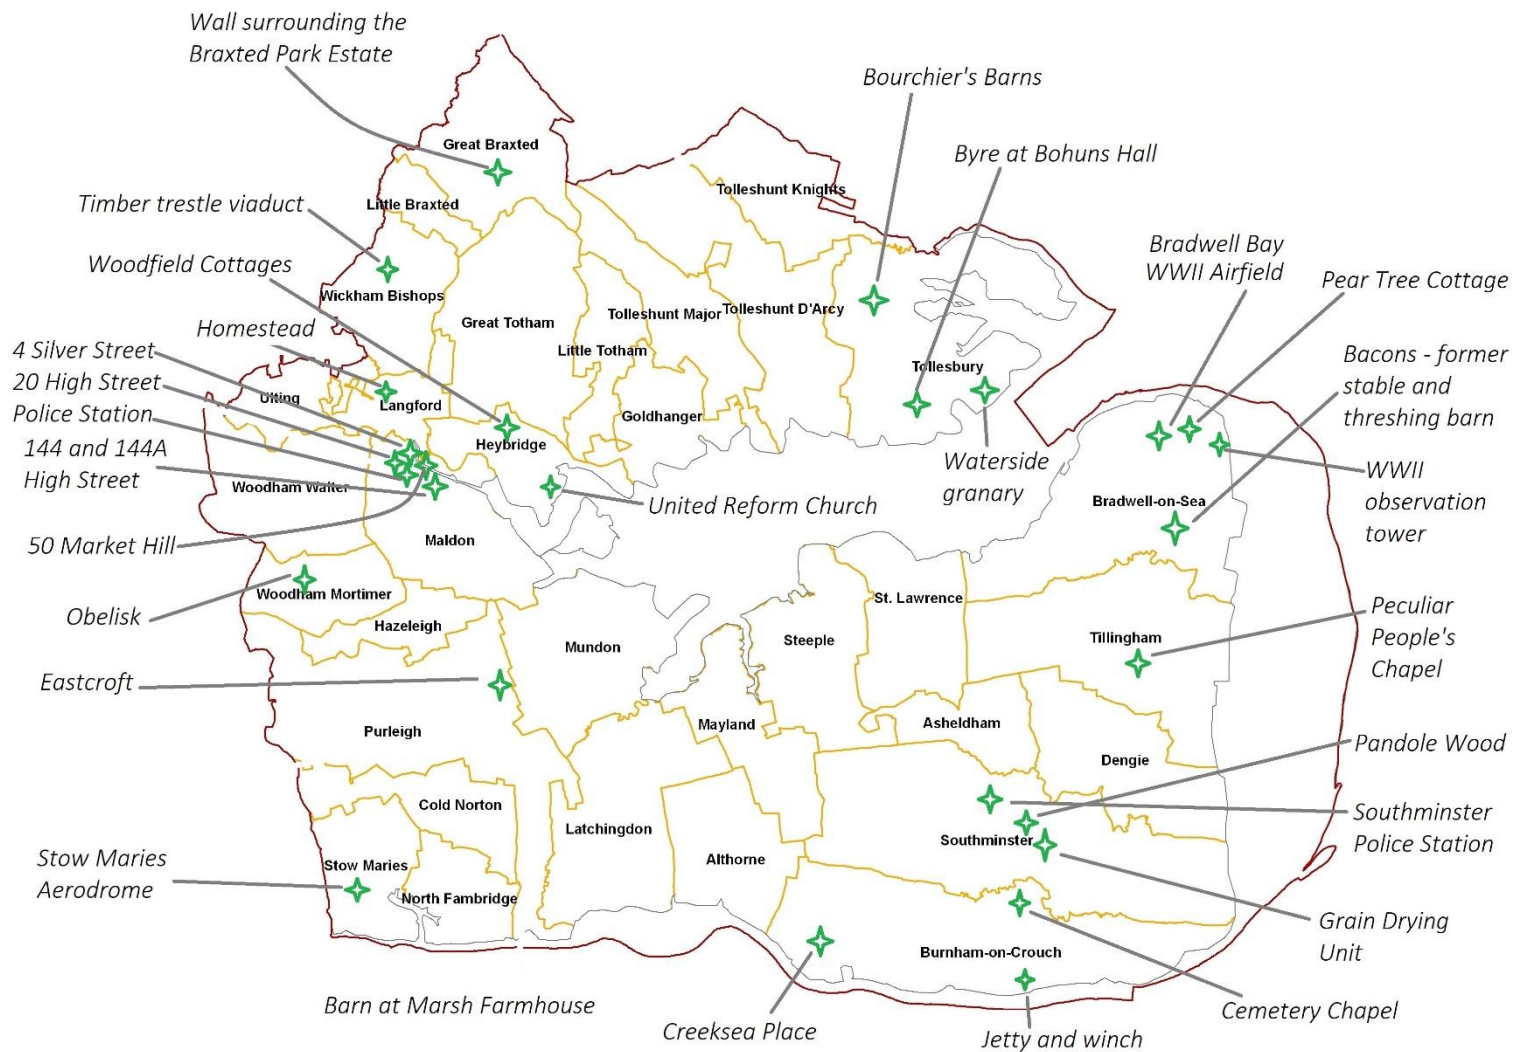 Wall surrounding the
Braxted Park Estate
Bourchier's Barns
Byre at Bohuns Hall
Great Braxted
Tolleshunt Knights
Timber trestle viaduct
Little Braxted
Bradwell Bay
WWII Airfield
Pear Tree Cottage
Woodfield Cottages
Wickham Bishops
Great Totham
Tolleshunt Major
Tolleshunt D'Arcy
Homestead
4 Silver Street
Little Totham
Tollesbury
Bacons - former
stable and
threshing barn
20 High Street
Ulting
Langford
Goldhanger
Police Station
Heybridge
144 and 144A
High Street
Waterside
granary
WWII
observation
tower
Woodham Walter
United Reform Church
Bradwell-on-Sea
50 Market Hill
Maldon
Obelisk
Woodham Mortimer
St. Lawrence
Peculiar
People's
Chapel
Hazeleigh
Mundon
Steeple
Tillingham
Eastcroft
Purleigh
Mayland
Asheldham
Dengie
Pandole Wood
Cold Norton
Latchingdon
Southminster
Southminster
Police Station
Stow Maries
Aerodrome
Stow Maries
North Fambridge
Althorne
Grain Drying
Unit
Burnham-on-Crouch
Barn at Marsh Farmhouse
Creeksea Place
Jetty and winch
Cemetery Chapel